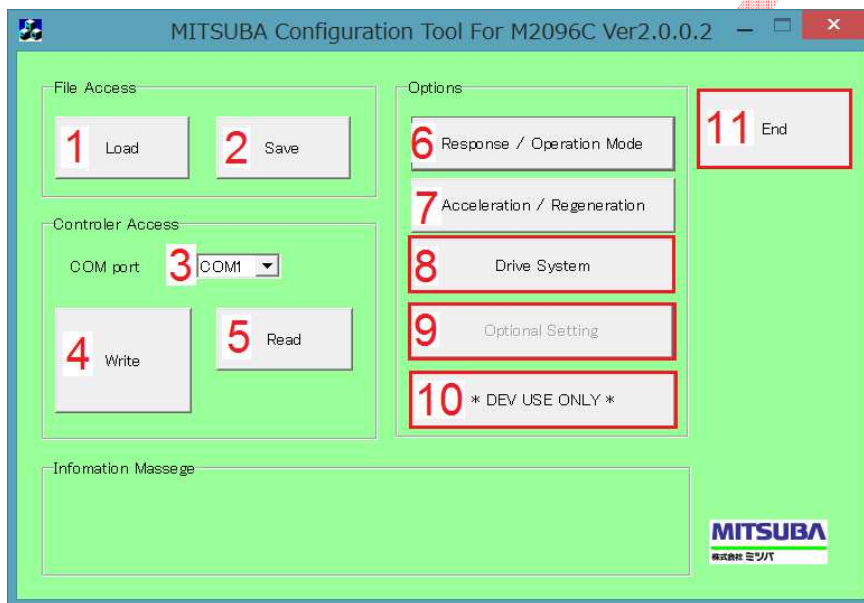 MITSUBA Configuration Tool For M2096C Ver2.0.0.2
File Access
1 Load
2 Save
Controler Access
COM port 3 COM1
4 Write
5 Read
Options
6 Response / Operation Mode
7 Acceleration / Regeneration
8 Drive System
9 Optional Setting
10 * DEV USE ONLY *
11 End
Infomation Massege
MITSUBA
株式会社 ミツバ